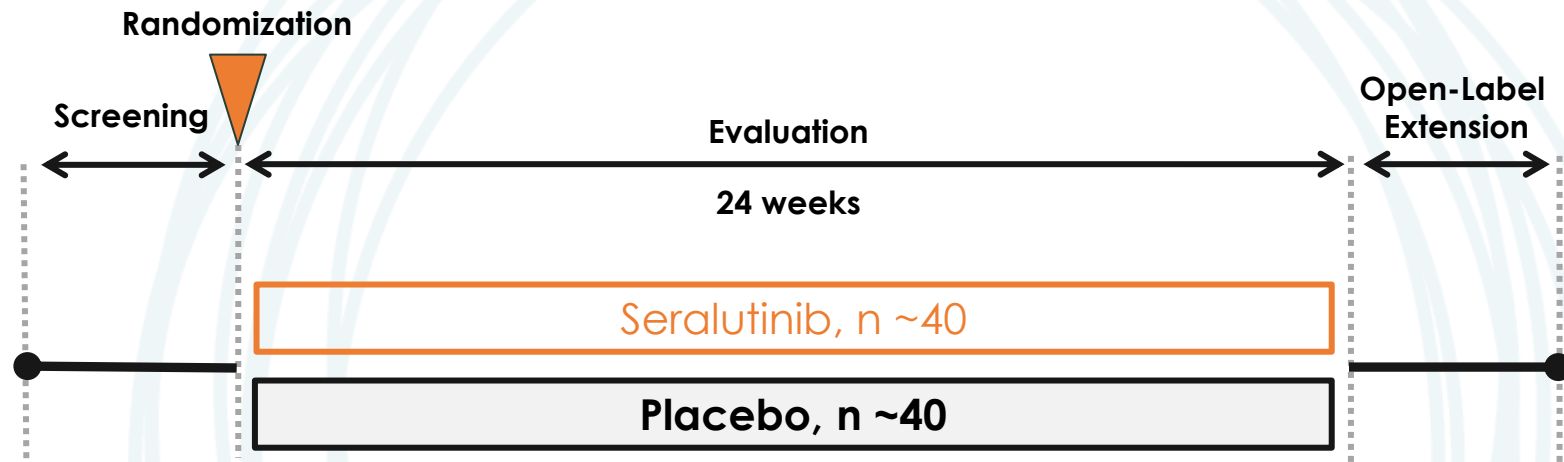 Randomization
Screening
Evaluation
24 weeks
Open-Label
Extension
Seralutinib, n ~40
Placebo, n ~40